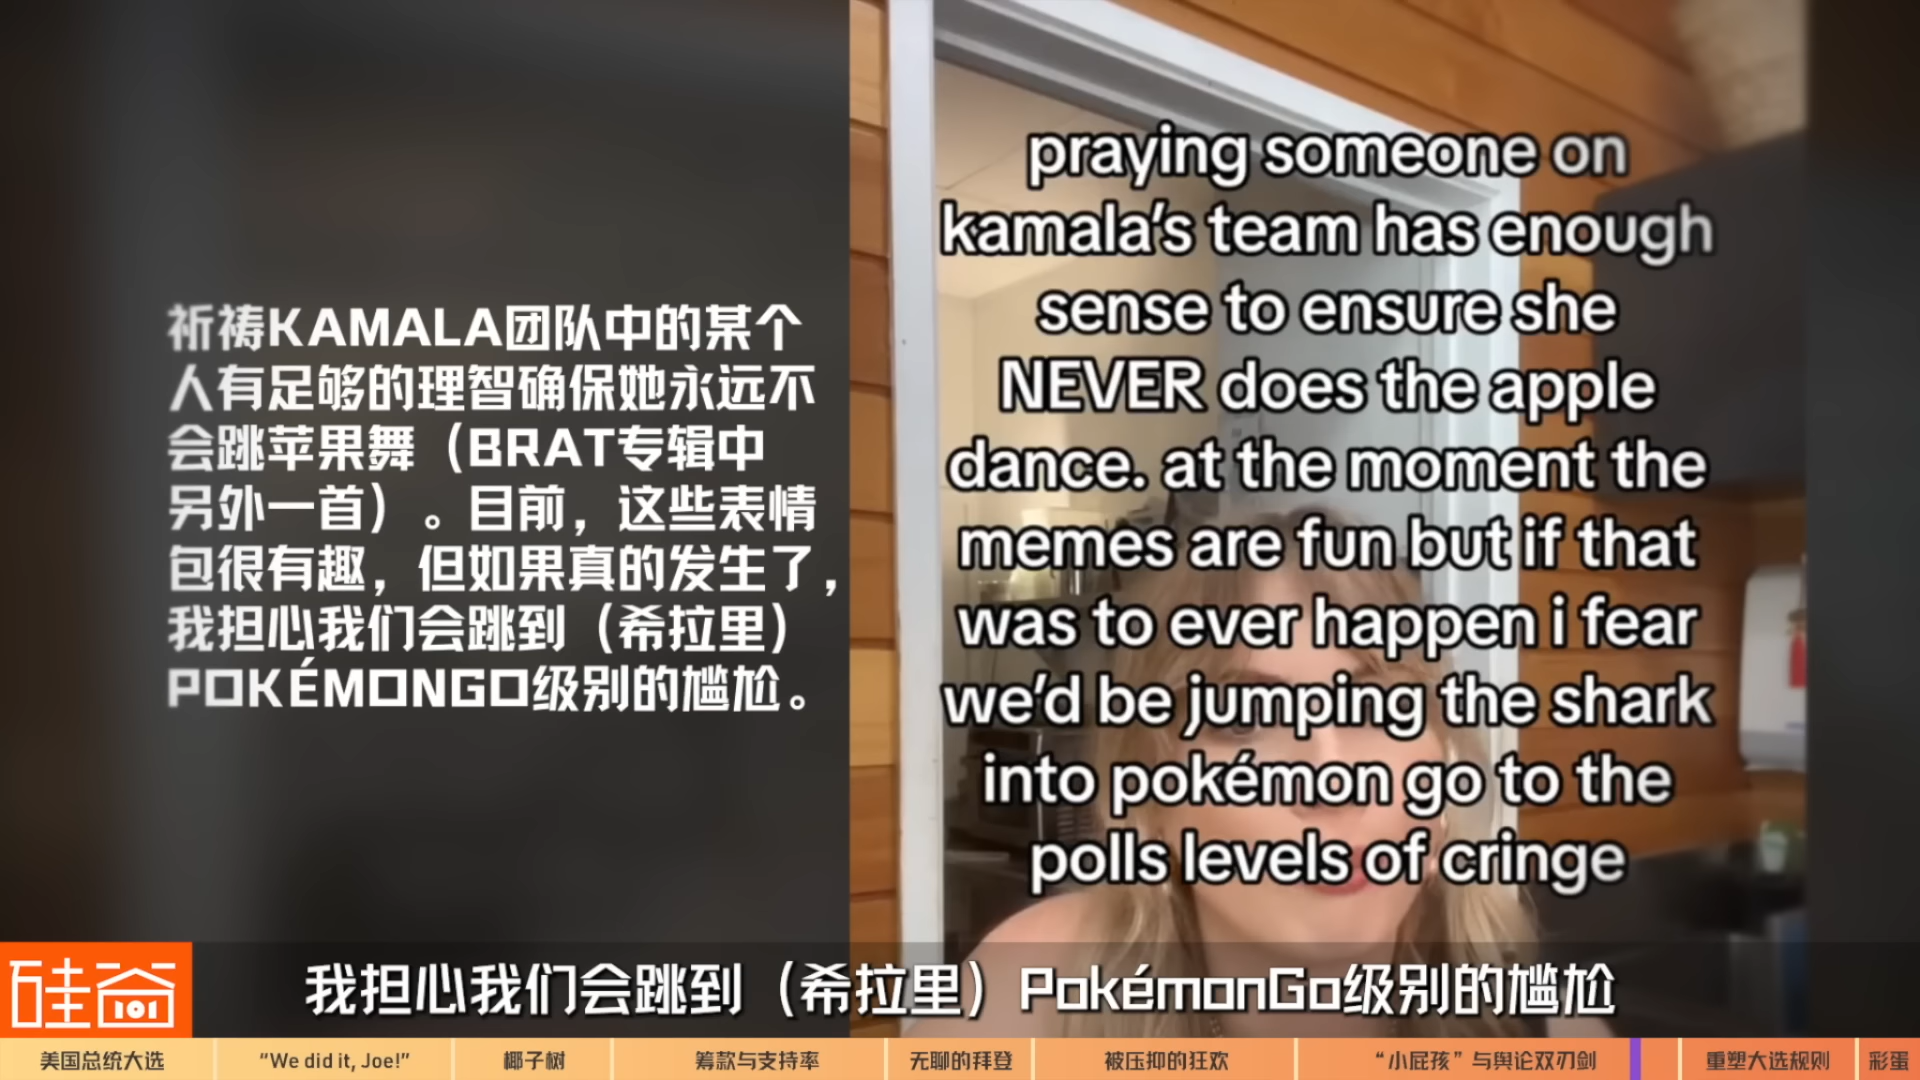 祈祷KAMALA团队中的某个
人有足够的理智确保她永远不
会跳苹果舞（BRAT专辑中
另外一首）。目前，这些表情
包很有趣，但如果真的发生了，
我担心我们会跳到（希拉里）
POKÉMONGO级别的尴尬。
praying someone on
kamala's team has enough
sense to ensure she
NEVER does the apple
dance. at the moment the
memes are fun but if that
was to ever happen i fear
we'd be jumping the shark
into pokémon go to the
polls levels of cringe
我担心我们会跳到（希拉里）PokémonGo级别的尴尬
硅谷
101
美国总统大选
“We did it, Joe!”
椰子树
筹款与支持率
无聊的拜登
被压抑的狂欢
“小屁孩”与舆论双刃剑
重塑大选规则
彩蛋